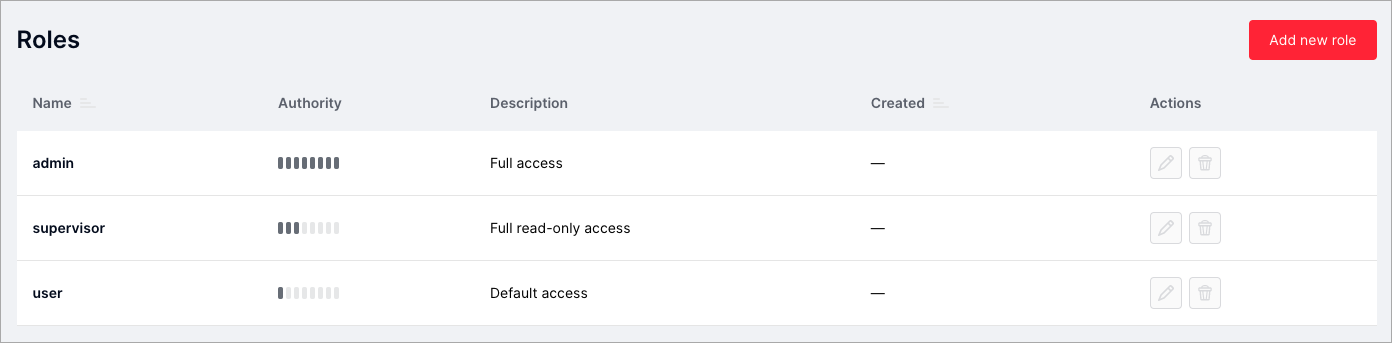 Roles
Add new role
Name Authority Description Created Actions
admin Full access —
supervisor Full read-only access —
user Default access —